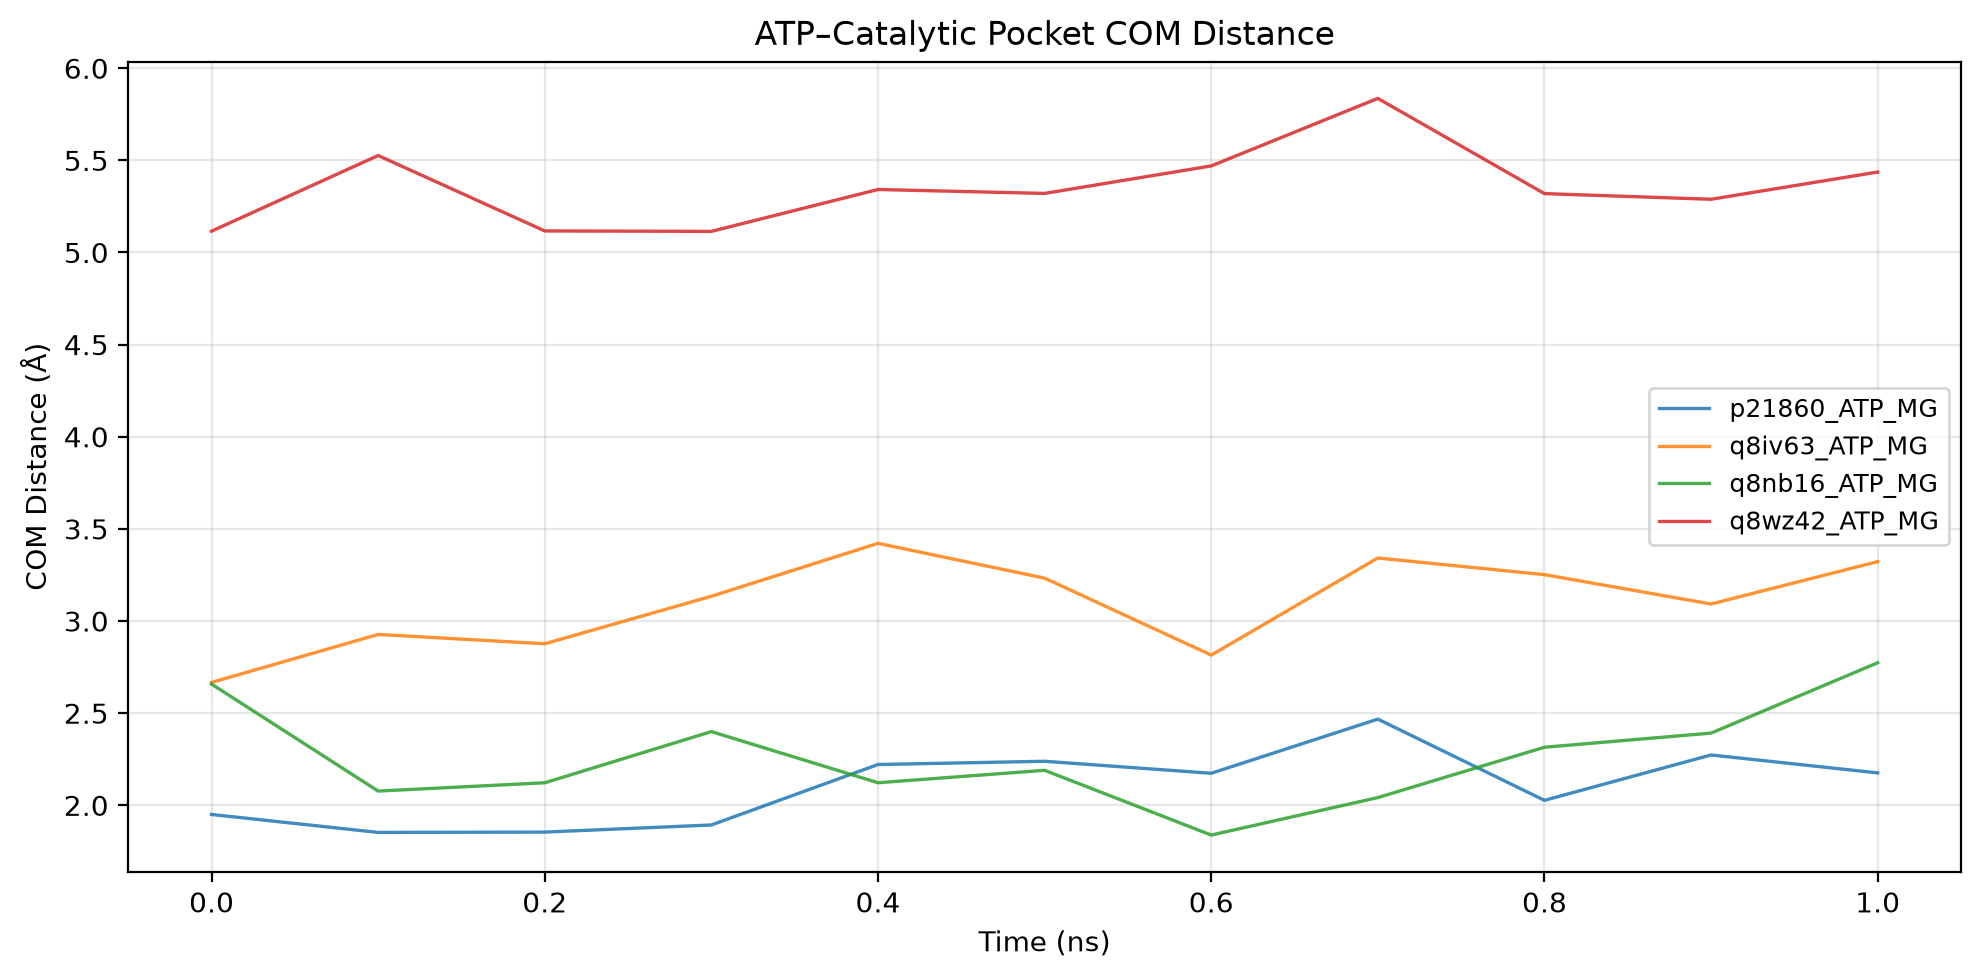 ATP–Catalytic Pocket COM Distance
COM Distance (Å)
6.0
5.5
5.0
4.5
4.0
3.5
3.0
2.5
2.0
p21860_ATP_MG
q8iv63_ATP_MG
q8nb16_ATP_MG
q8wz42_ATP_MG
0.0 0.2 0.4 0.6 0.8 1.0
Time (ns)